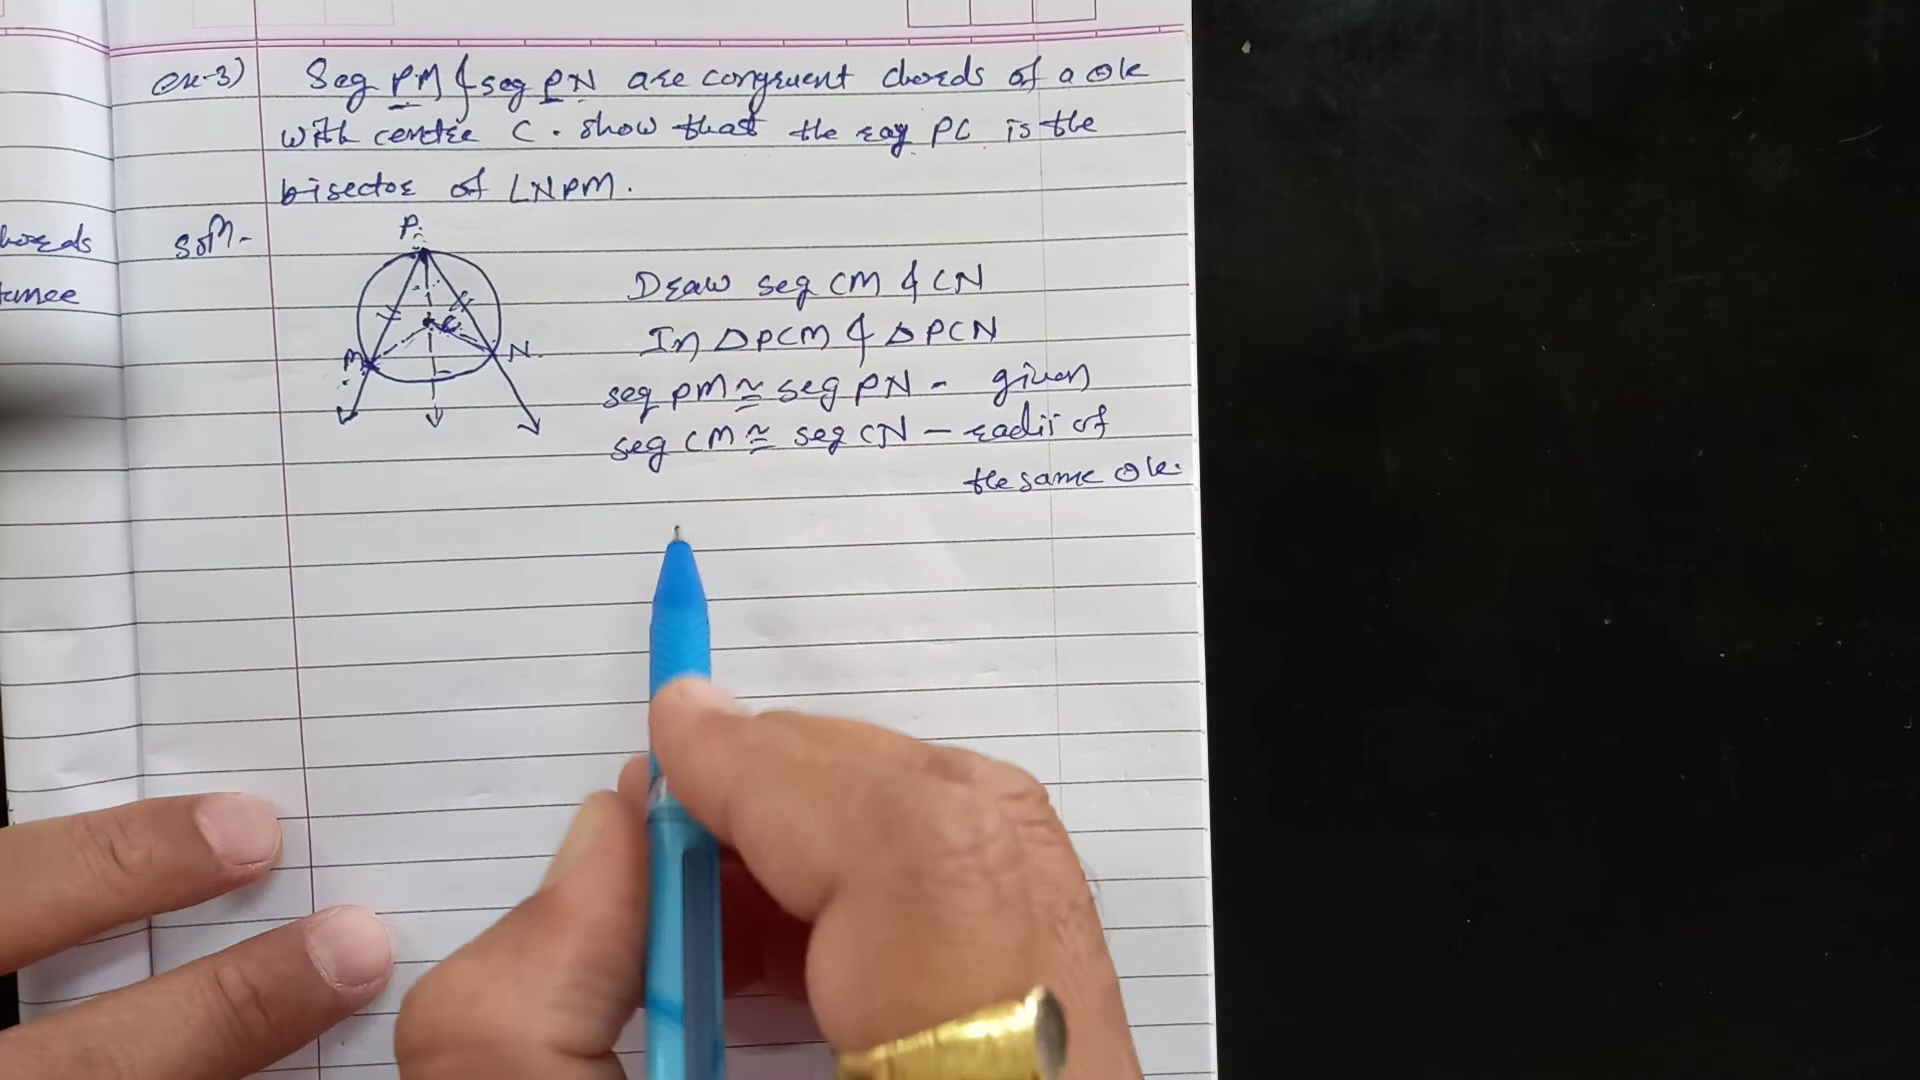 ex-3) Seg PM & seg PN are congruent chords of a ⊙le
with centre C. show that the ray PC is the
bisector of ∠NPM.
hords
tance
Soln.
P
C
M
N
Draw seg CM & CN
In △PCM & △PCN
seg PM ≅ seg PN - given
seg CM ≅ seg CN - radii of
the same ⊙le.